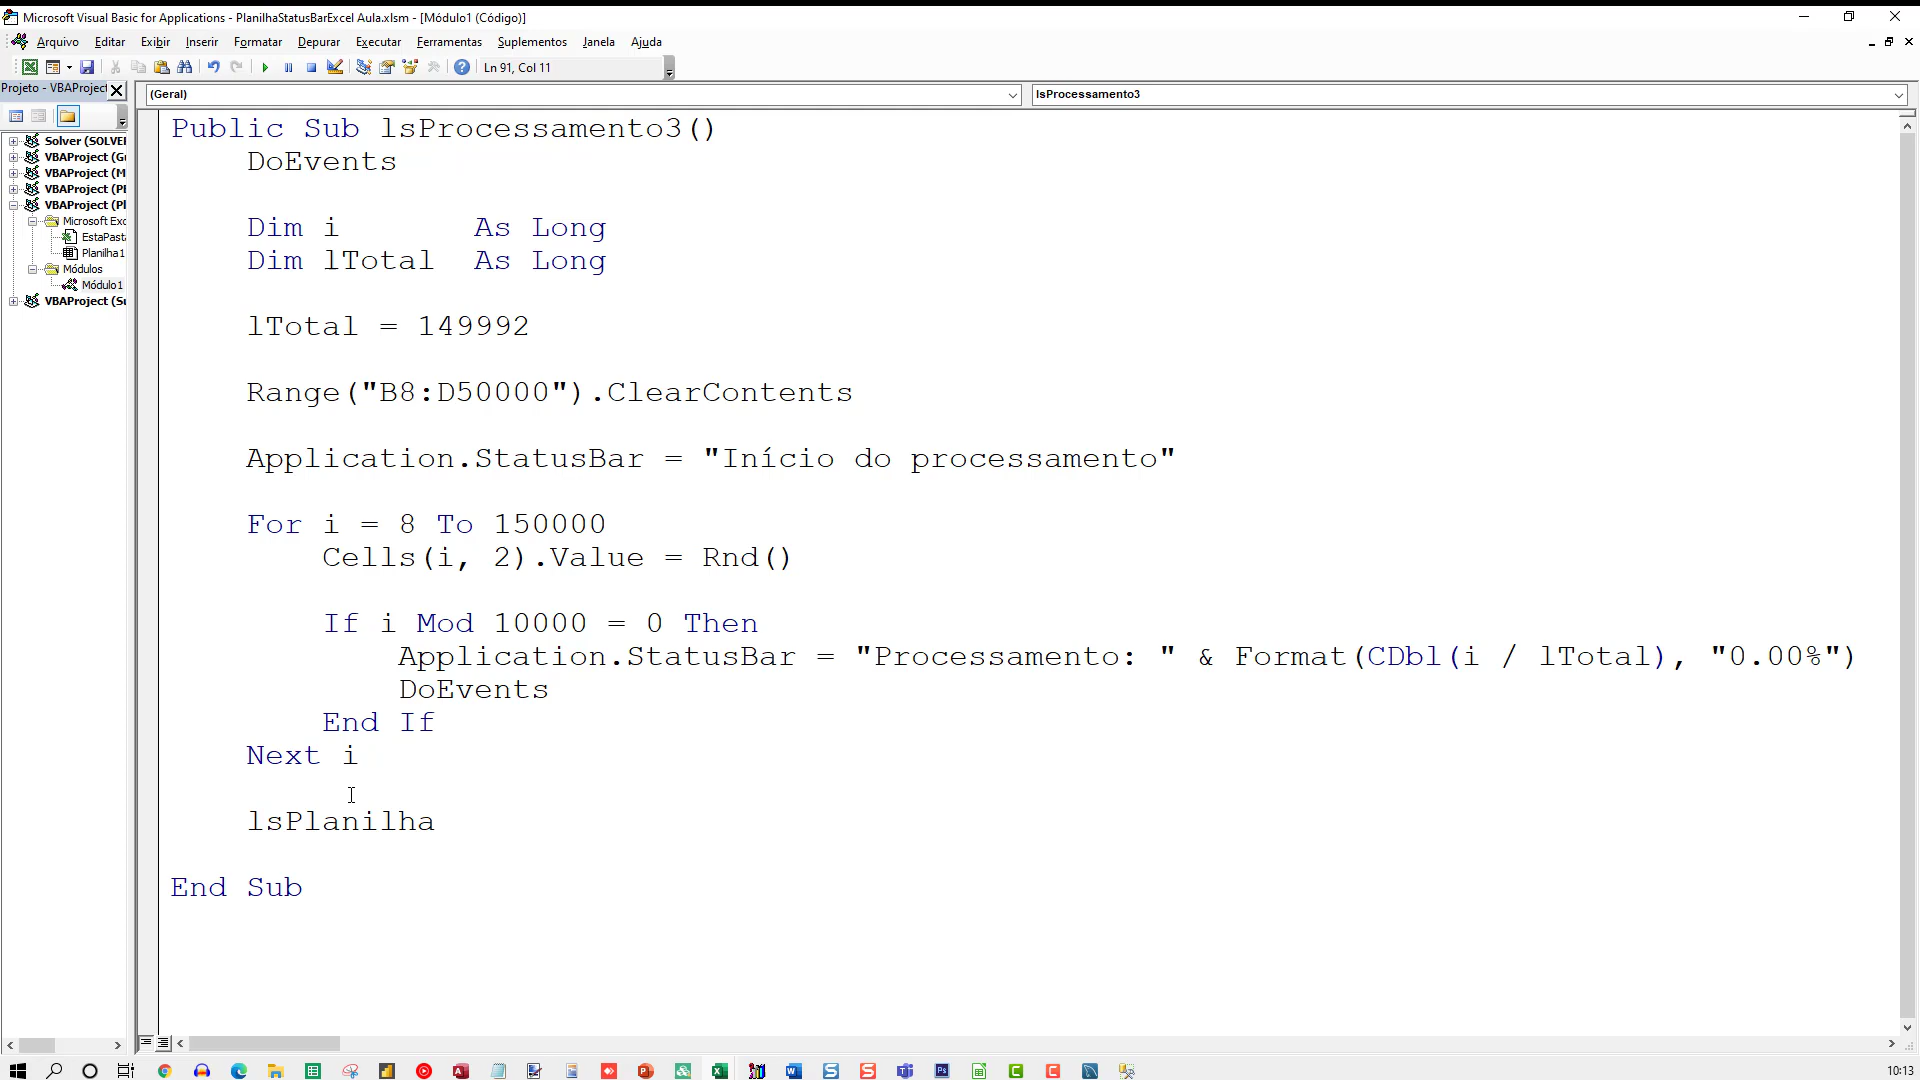 Microsoft Visual Basic for Applications - PlanilhaStatusBarExcel Aula.xlsm - [Módulo1 (Código)]
Arquivo Editar Exibir Inserir Formatar Depurar Executar Ferramentas Suplementos Janela Ajuda
Ln 91, Col 11
Projeto - VBAProject
(Geral)
lsProcessamento3
Solver (SOLVE
VBAProject (G
VBAProject (M
VBAProject (Pl
VBAProject (Pl
Microsoft Exc
EstaPast
Planilha1
Módulos
Módulo1
VBAProject (Su
Public Sub lsProcessamento3()
DoEvents
Dim i As Long
Dim lTotal As Long
lTotal = 149992
Range("B8:D50000").ClearContents
Application.StatusBar = "Início do processamento"
For i = 8 To 150000
Cells(i, 2).Value = Rnd()
If i Mod 10000 = 0 Then
Application.StatusBar = "Processamento: " & Format(CDbl(i / lTotal), "0.00%")
DoEvents
End If
Next i
lsPlanilha
End Sub
10:13